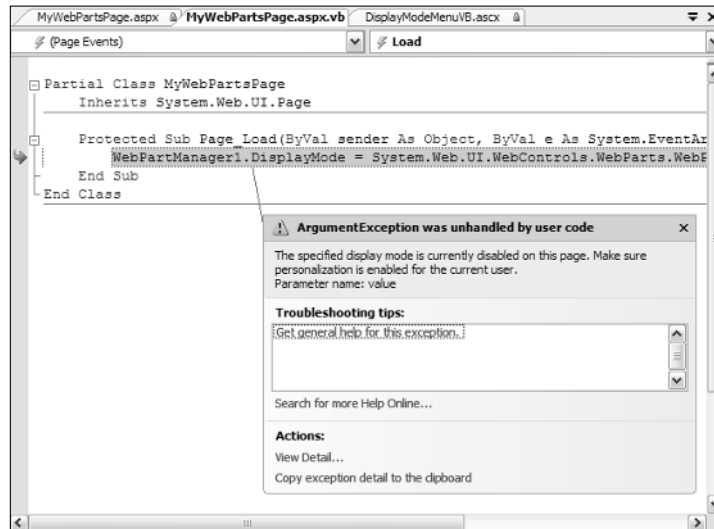 MyWebPartsPage.aspx MyWebPartsPage.aspx.vb DisplayModeMenuVB.ascx
(Page Events) Load
Partial Class MyWebPartsPage
Inherits System.Web.UI.Page
Protected Sub Page_Load(ByVal sender As Object, ByVal e As System.EventAr
WebPartManager1.DisplayMode = System.Web.UI.WebControls.WebParts.WebP
End Sub
End Class
ArgumentException was unhandled by user code
The specified display mode is currently disabled on this page. Make sure
personalization is enabled for the current user.
Parameter name: value
Troubleshooting tips:
Get general help for this exception.
Search for more Help Online...
Actions:
View Detail...
Copy exception detail to the clipboard